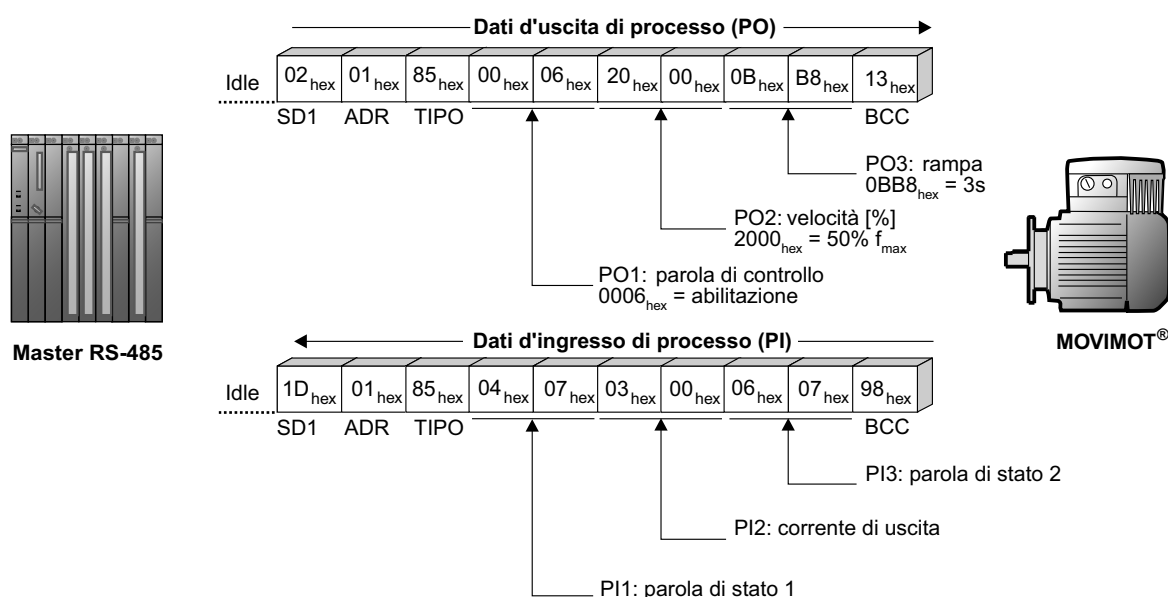 Dati d'uscita di processo (PO)
Idle 02hex 01hex 85hex 00hex 06hex 20hex 00hex 0Bhex B8hex 13hex
SD1 ADR TIPO BCC
PO3: rampa
0BB8hex = 3s
PO2: velocità [%]
2000hex = 50% fmax
PO1: parola di controllo
0006hex = abilitazione
Master RS-485
MOVIMOT®
Dati d'ingresso di processo (PI)
Idle 1Dhex 01hex 85hex 04hex 07hex 03hex 00hex 06hex 07hex 98hex
SD1 ADR TIPO BCC
PI3: parola di stato 2
PI2: corrente di uscita
PI1: parola di stato 1